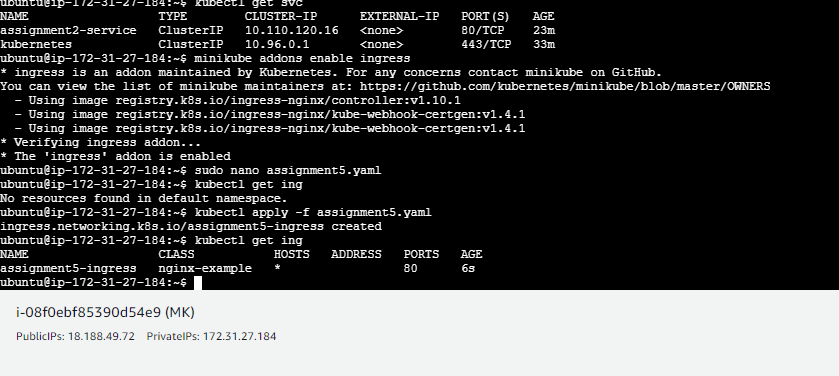 ubuntu@ip-172-31-27-184:~$ kubectl get svc
NAME TYPE CLUSTER-IP EXTERNAL-IP PORT(S) AGE
assignment2-service ClusterIP 10.110.120.16 <none> 80/TCP 23m
kubernetes ClusterIP 10.96.0.1 <none> 443/TCP 33m
ubuntu@ip-172-31-27-184:~$ minikube addons enable ingress
* ingress is an addon maintained by Kubernetes. For any concerns contact minikube on GitHub.
You can view the list of minikube maintainers at: https://github.com/kubernetes/minikube/blob/master/OWNERS
- Using image registry.k8s.io/ingress-nginx/controller:v1.10.1
- Using image registry.k8s.io/ingress-nginx/kube-webhook-certgen:v1.4.1
- Using image registry.k8s.io/ingress-nginx/kube-webhook-certgen:v1.4.1
* Verifying ingress addon...
* The 'ingress' addon is enabled
ubuntu@ip-172-31-27-184:~$ sudo nano assignment5.yaml
ubuntu@ip-172-31-27-184:~$ kubectl get ing
No resources found in default namespace.
ubuntu@ip-172-31-27-184:~$ kubectl apply -f assignment5.yaml
ingress.networking.k8s.io/assignment5-ingress created
ubuntu@ip-172-31-27-184:~$ kubectl get ing
NAME CLASS HOSTS ADDRESS PORTS AGE
assignment5-ingress nginx-example * 80 6s
ubuntu@ip-172-31-27-184:~$
i-08f0ebf85390d54e9 (MK)
PublicIPs: 18.188.49.72 PrivateIPs: 172.31.27.184